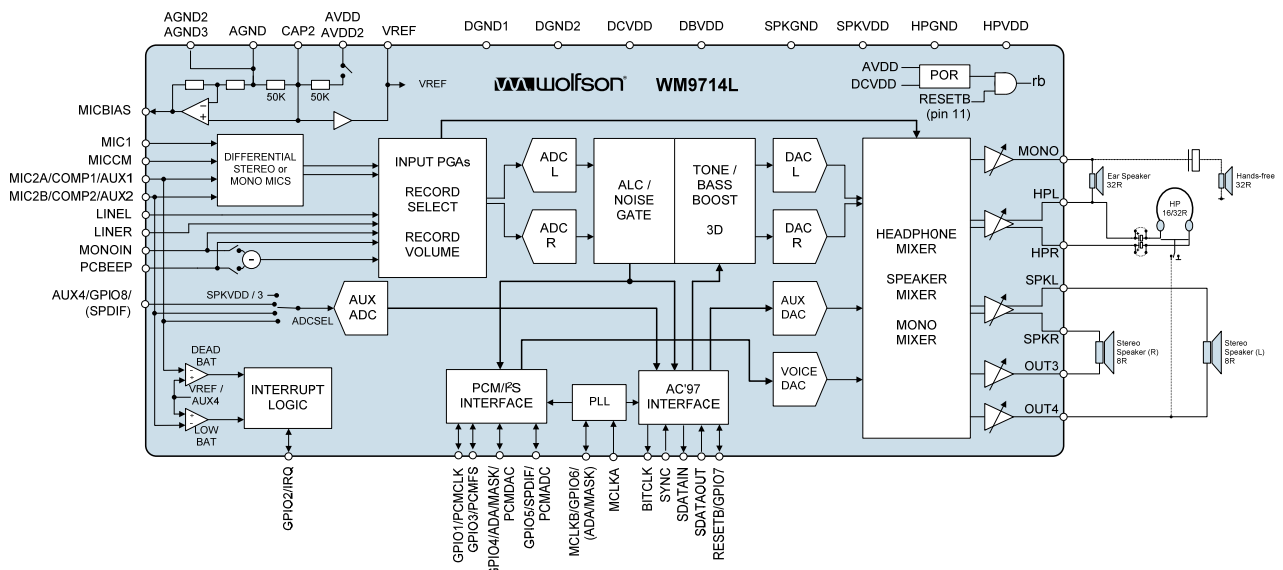 AGND2
AGND3
AGND
CAP2
AVDD
AVDD2
VREF
DGND1
DGND2
DCVDD
DBVDD
SPKGND
SPKVDD
HPGND
HPVDD
wolfson® WM9714L
AVDD
DCVDD
POR
rb
RESETB
(pin 11)
50K
50K
VREF
MICBIAS
MIC1
MICCM
MIC2A/COMP1/AUX1
MIC2B/COMP2/AUX2
LINEL
LINER
MONOIN
PCBEEP
AUX4/GPIO8/
(SPDIF)
DIFFERENTIAL
STEREO or
MONO MICS
INPUT PGAs
RECORD
SELECT
RECORD
VOLUME
ADC
L
ADC
R
ALC /
NOISE
GATE
TONE /
BASS
BOOST
3D
DAC
L
DAC
R
AUX
DAC
VOICE
DAC
HEADPHONE
MIXER
SPEAKER
MIXER
MONO
MIXER
MONO
HPL
HPR
SPKL
SPKR
OUT3
OUT4
Ear Speaker
32R
Hands-free
32R
HP
16/32R
Stereo
Speaker (R)
8R
Stereo
Speaker (L)
8R
SPKVDD / 3
ADCSEL
AUX
ADC
DEAD
BAT
VREF /
AUX4
LOW
BAT
INTERRUPT
LOGIC
PCM/I²S
INTERFACE
PLL
AC'97
INTERFACE
GPIO2/IRQ
GPIO1/PCMCLK
GPIO3/PCMFS
GPIO4/ADA/MASK/
PCMDAC
GPIO5/SPDIF/
PCMADC
MCLKB/GPIO6/
(ADA/MASK)
MCLKA
BITCLK
SYNC
SDATAIN
SDATAOUT
RESETB/GPIO7